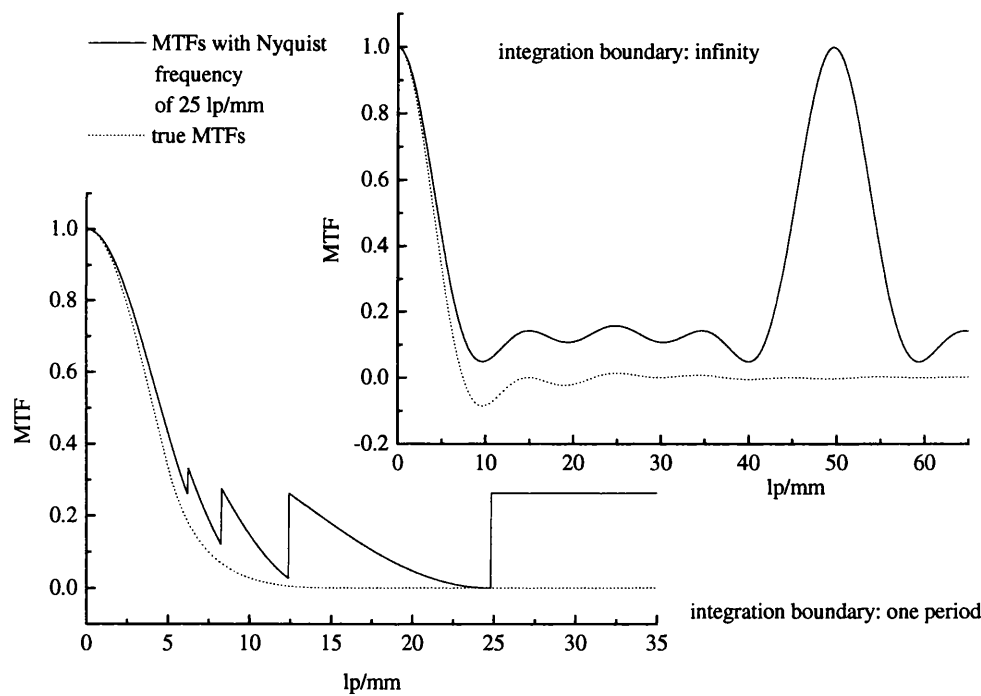 MTFs with Nyquist
frequency
of 25 lp/mm
true MTFs
integration boundary: infinity
MTF
1.0
0.8
0.6
0.4
0.2
0.0
-0.2
0
10
20
30
40
50
60
lp/mm
MTF
1.0
0.8
0.6
0.4
0.2
0.0
0
5
10
15
20
25
30
35
lp/mm
integration boundary: one period